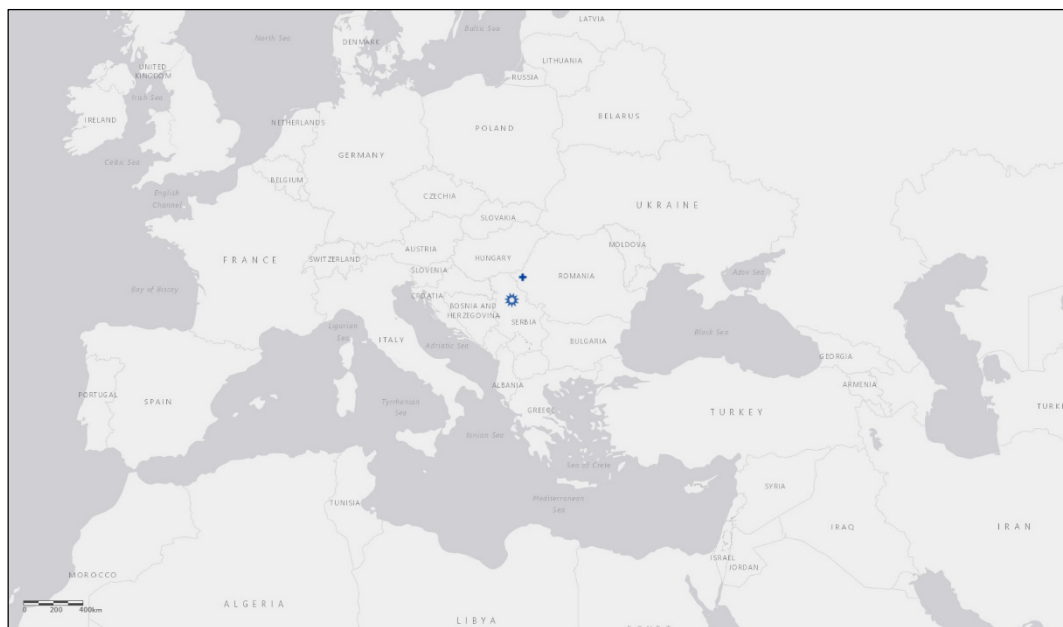 LATVIA
North Sea
Baltic Sea
DENMARK
LITHUANIA
UNITED
KINGDOM
RUSSIA
Irish Sea
IRELAND
NETHERLANDS
BELARUS
POLAND
GERMANY
Celtic Sea
BELGIUM
English
Channel
CZECHIA
UKRAINE
SLOVAKIA
MOLDOVA
AUSTRIA
FRANCE
SWITZERLAND
HUNGARY
SLOVENIA
ROMANIA
Azov Sea
Bay of Biscay
CROATIA
BOSNIA AND
HERZEGOVINA
SERBIA
Ligurian
Sea
ITALY
Adriatic Sea
BULGARIA
Black Sea
GEORGIA
ALBANIA
ARMENIA
PORTUGAL
SPAIN
Tyrrhenian
Sea
GREECE
TURKEY
TURK
Ionian Sea
Sea of Crete
SYRIA
TUNISIA
Mediterranean
Sea
IRAQ
IRAN
ISRAEL
JORDAN
MOROCCO
ALGERIA
LIBYA
0 200 400km